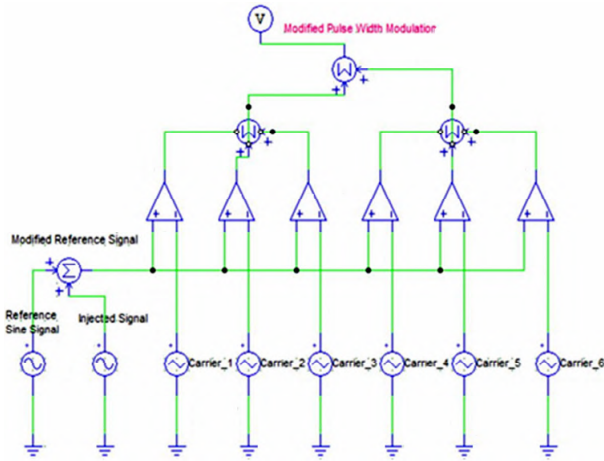 V
Modified Pulse Width Modulation
Modified Reference Signal
Σ
Reference
Sine Signal
Injected Signal
Carrier_1
Carrier_2
Carrier_3
Carrier_4
Carrier_5
Carrier_6